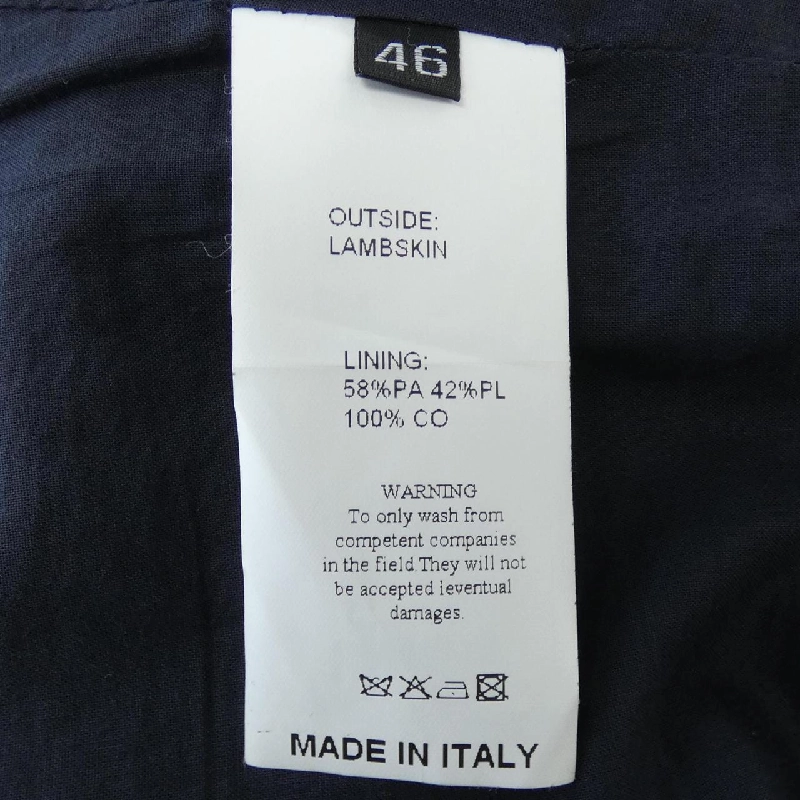 46
OUTSIDE:
LAMBSKIN
LINING:
58%PA 42%PL
100% CO
WARNING
To only wash from
competent companies
in the field.They will not
be accepted ieventual
damages.
MADE IN ITALY